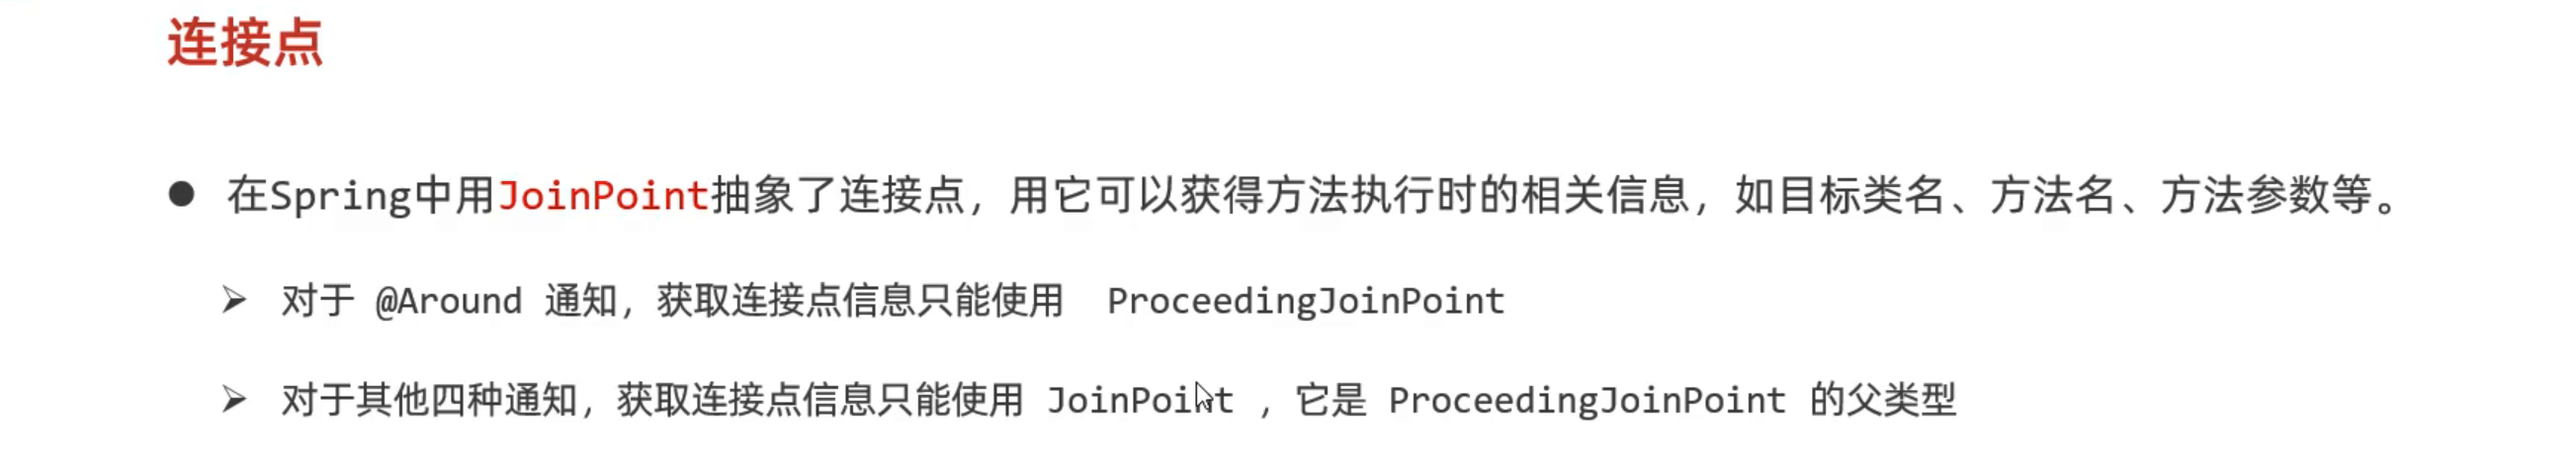 连接点
● 在Spring中用JoinPoint抽象了连接点，用它可以获得方法执行时的相关信息，如目标类名、方法名、方法参数等。
➢ 对于 @Around 通知，获取连接点信息只能使用  ProceedingJoinPoint
➢ 对于其他四种通知，获取连接点信息只能使用 JoinPoint ，它是 ProceedingJoinPoint 的父类型